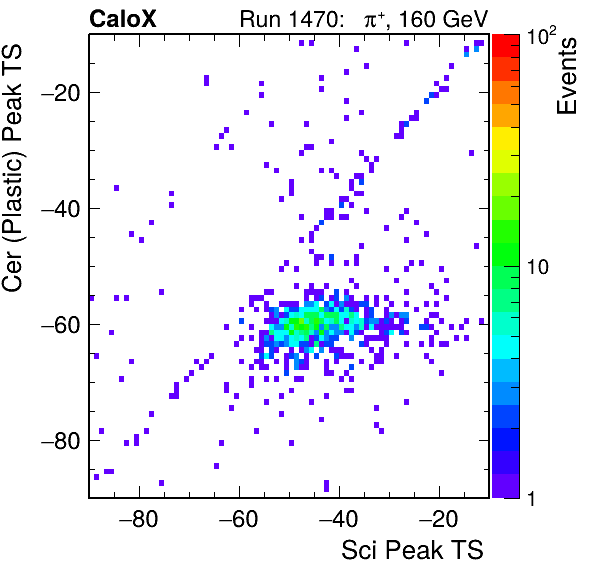 CaloX Run 1470: π⁺, 160 GeV
Cer (Plastic) Peak TS
−20
−40
−60
−80
−80 −60 −40 −20
Sci Peak TS
10²
10
1
Events